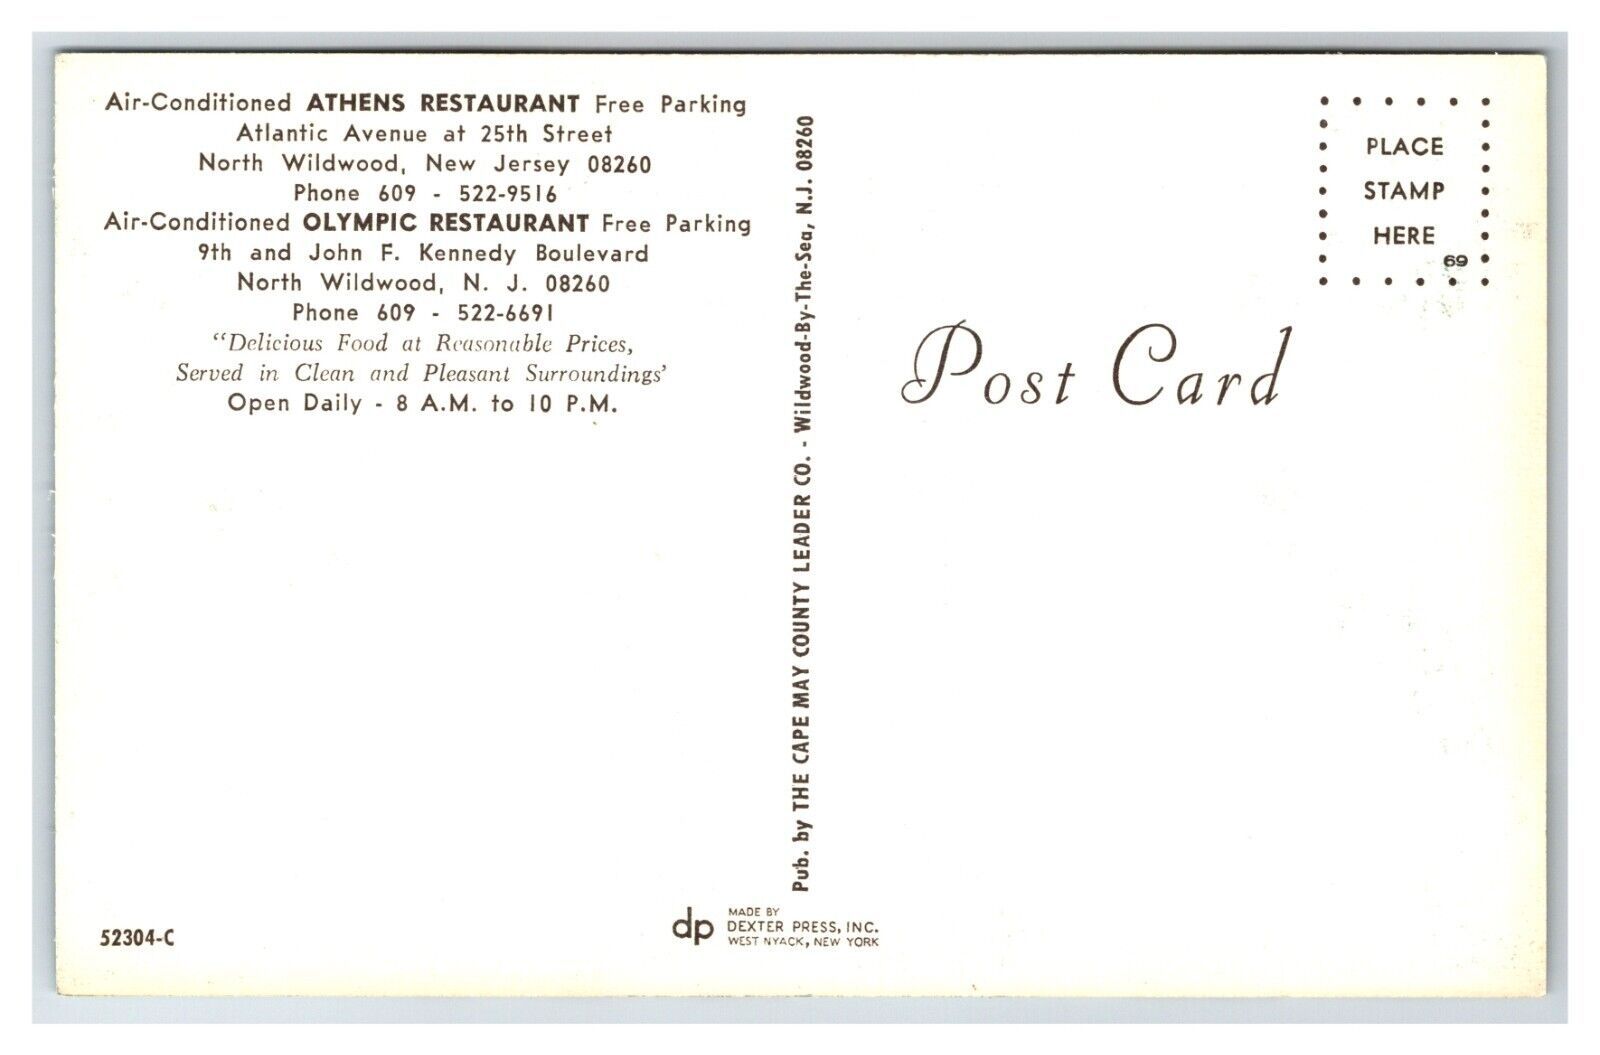 Air-Conditioned ATHENS RESTAURANT Free Parking
Atlantic Avenue at 25th Street
North Wildwood, New Jersey 08260
Phone 609 - 522-9516
Air-Conditioned OLYMPIC RESTAURANT Free Parking
9th and John F. Kennedy Boulevard
North Wildwood, N. J. 08260
Phone 609 - 522-6691
"Delicious Food at Reasonable Prices,
Served in Clean and Pleasant Surroundings'
Open Daily - 8 A.M. to 10 P.M.
52304-C
Pub. by THE CAPE MAY COUNTY LEADER CO. - Wildwood-By-The-Sea, N.J. 08260
dp
MADE BY
DEXTER PRESS, INC.
WEST NYACK, NEW YORK
PLACE
STAMP
HERE
69
Post Card